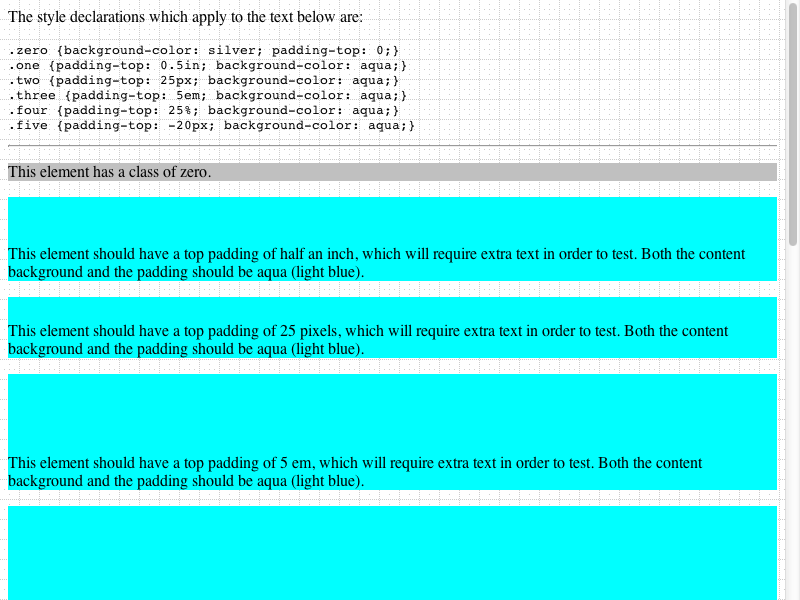 The style declarations which apply to the text below are:
.zero {background-color: silver; padding-top: 0;}
.one {padding-top: 0.5in; background-color: aqua;}
.two {padding-top: 25px; background-color: aqua;}
.three {padding-top: 5em; background-color: aqua;}
.four {padding-top: 25%; background-color: aqua;}
.five {padding-top: -20px; background-color: aqua;}
This element has a class of zero.
This element should have a top padding of half an inch, which will require extra text in order to test. Both the content
background and the padding should be aqua (light blue).
This element should have a top padding of 25 pixels, which will require extra text in order to test. Both the content
background and the padding should be aqua (light blue).
This element should have a top padding of 5 em, which will require extra text in order to test. Both the content
background and the padding should be aqua (light blue).